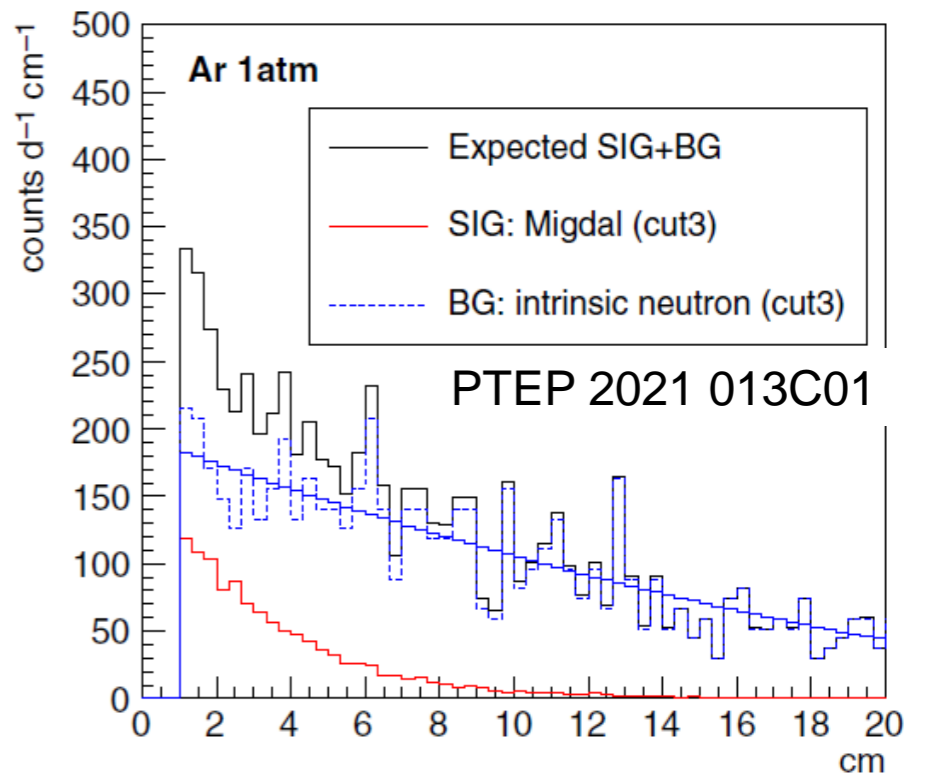 counts d⁻¹ cm⁻¹
500
450
400
350
300
250
200
150
100
50
0
Ar 1atm
Expected SIG+BG
SIG: Migdal (cut3)
BG: intrinsic neutron (cut3)
PTEP 2021 013C01
0 2 4 6 8 10 12 14 16 18 20
cm